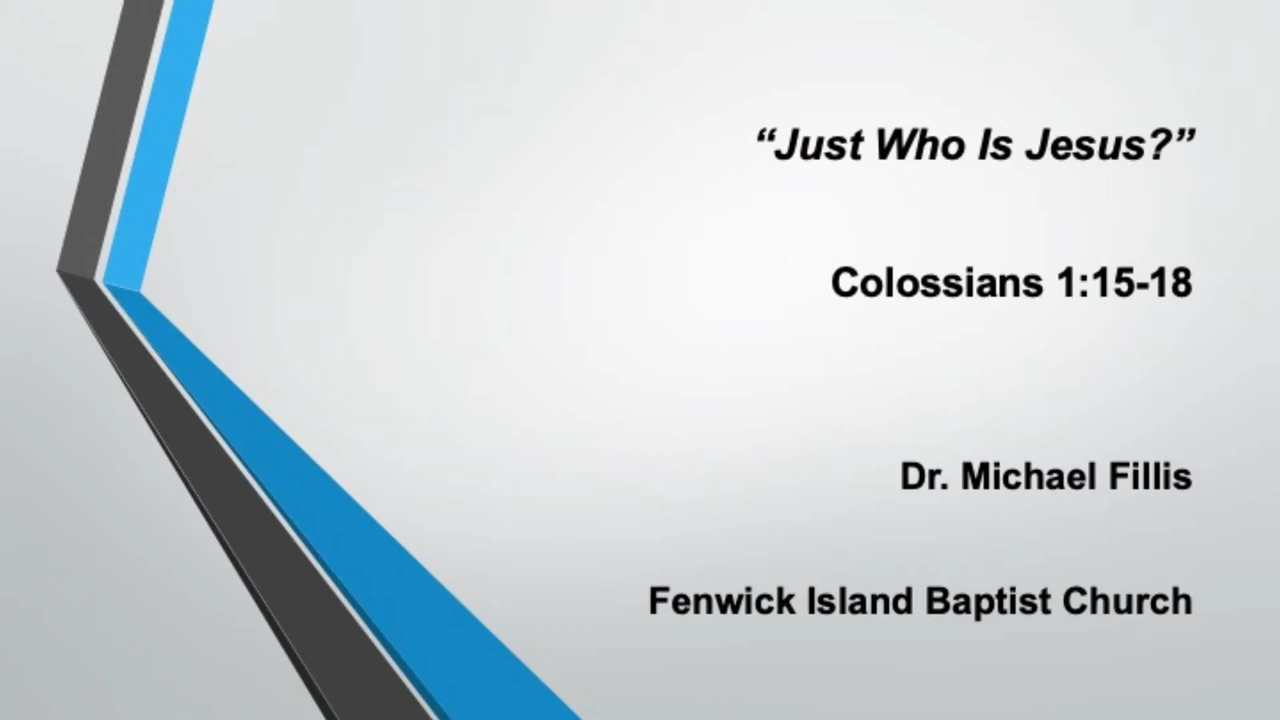 “Just Who Is Jesus?”
Colossians 1:15-18
Dr. Michael Fillis
Fenwick Island Baptist Church